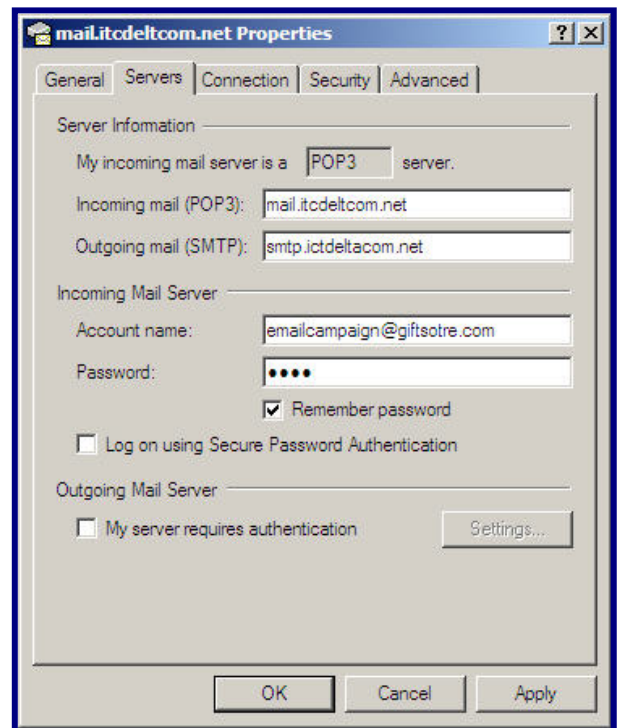 mail.itcdeltcom.net Properties
General Servers Connection Security Advanced
Server Information
My incoming mail server is a POP3 server.
Incoming mail (POP3): mail.itcdeltcom.net
Outgoing mail (SMTP): smtp.ictdeltacom.net
Incoming Mail Server
Account name: emailcampaign@giftsotre.com
Password: ●●●●
Remember password
Log on using Secure Password Authentication
Outgoing Mail Server
My server requires authentication Settings...
OK Cancel Apply